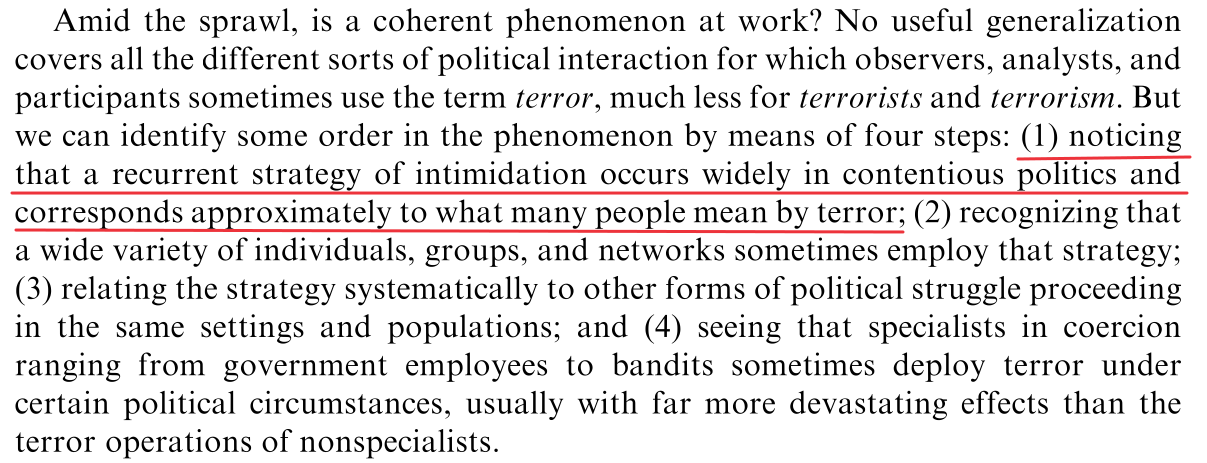 Amid the sprawl, is a coherent phenomenon at work? No useful generalization
covers all the different sorts of political interaction for which observers, analysts, and
participants sometimes use the term terror, much less for terrorists and terrorism. But
we can identify some order in the phenomenon by means of four steps: (1) noticing
that a recurrent strategy of intimidation occurs widely in contentious politics and
corresponds approximately to what many people mean by terror; (2) recognizing that
a wide variety of individuals, groups, and networks sometimes employ that strategy;
(3) relating the strategy systematically to other forms of political struggle proceeding
in the same settings and populations; and (4) seeing that specialists in coercion
ranging from government employees to bandits sometimes deploy terror under
certain political circumstances, usually with far more devastating effects than the
terror operations of nonspecialists.